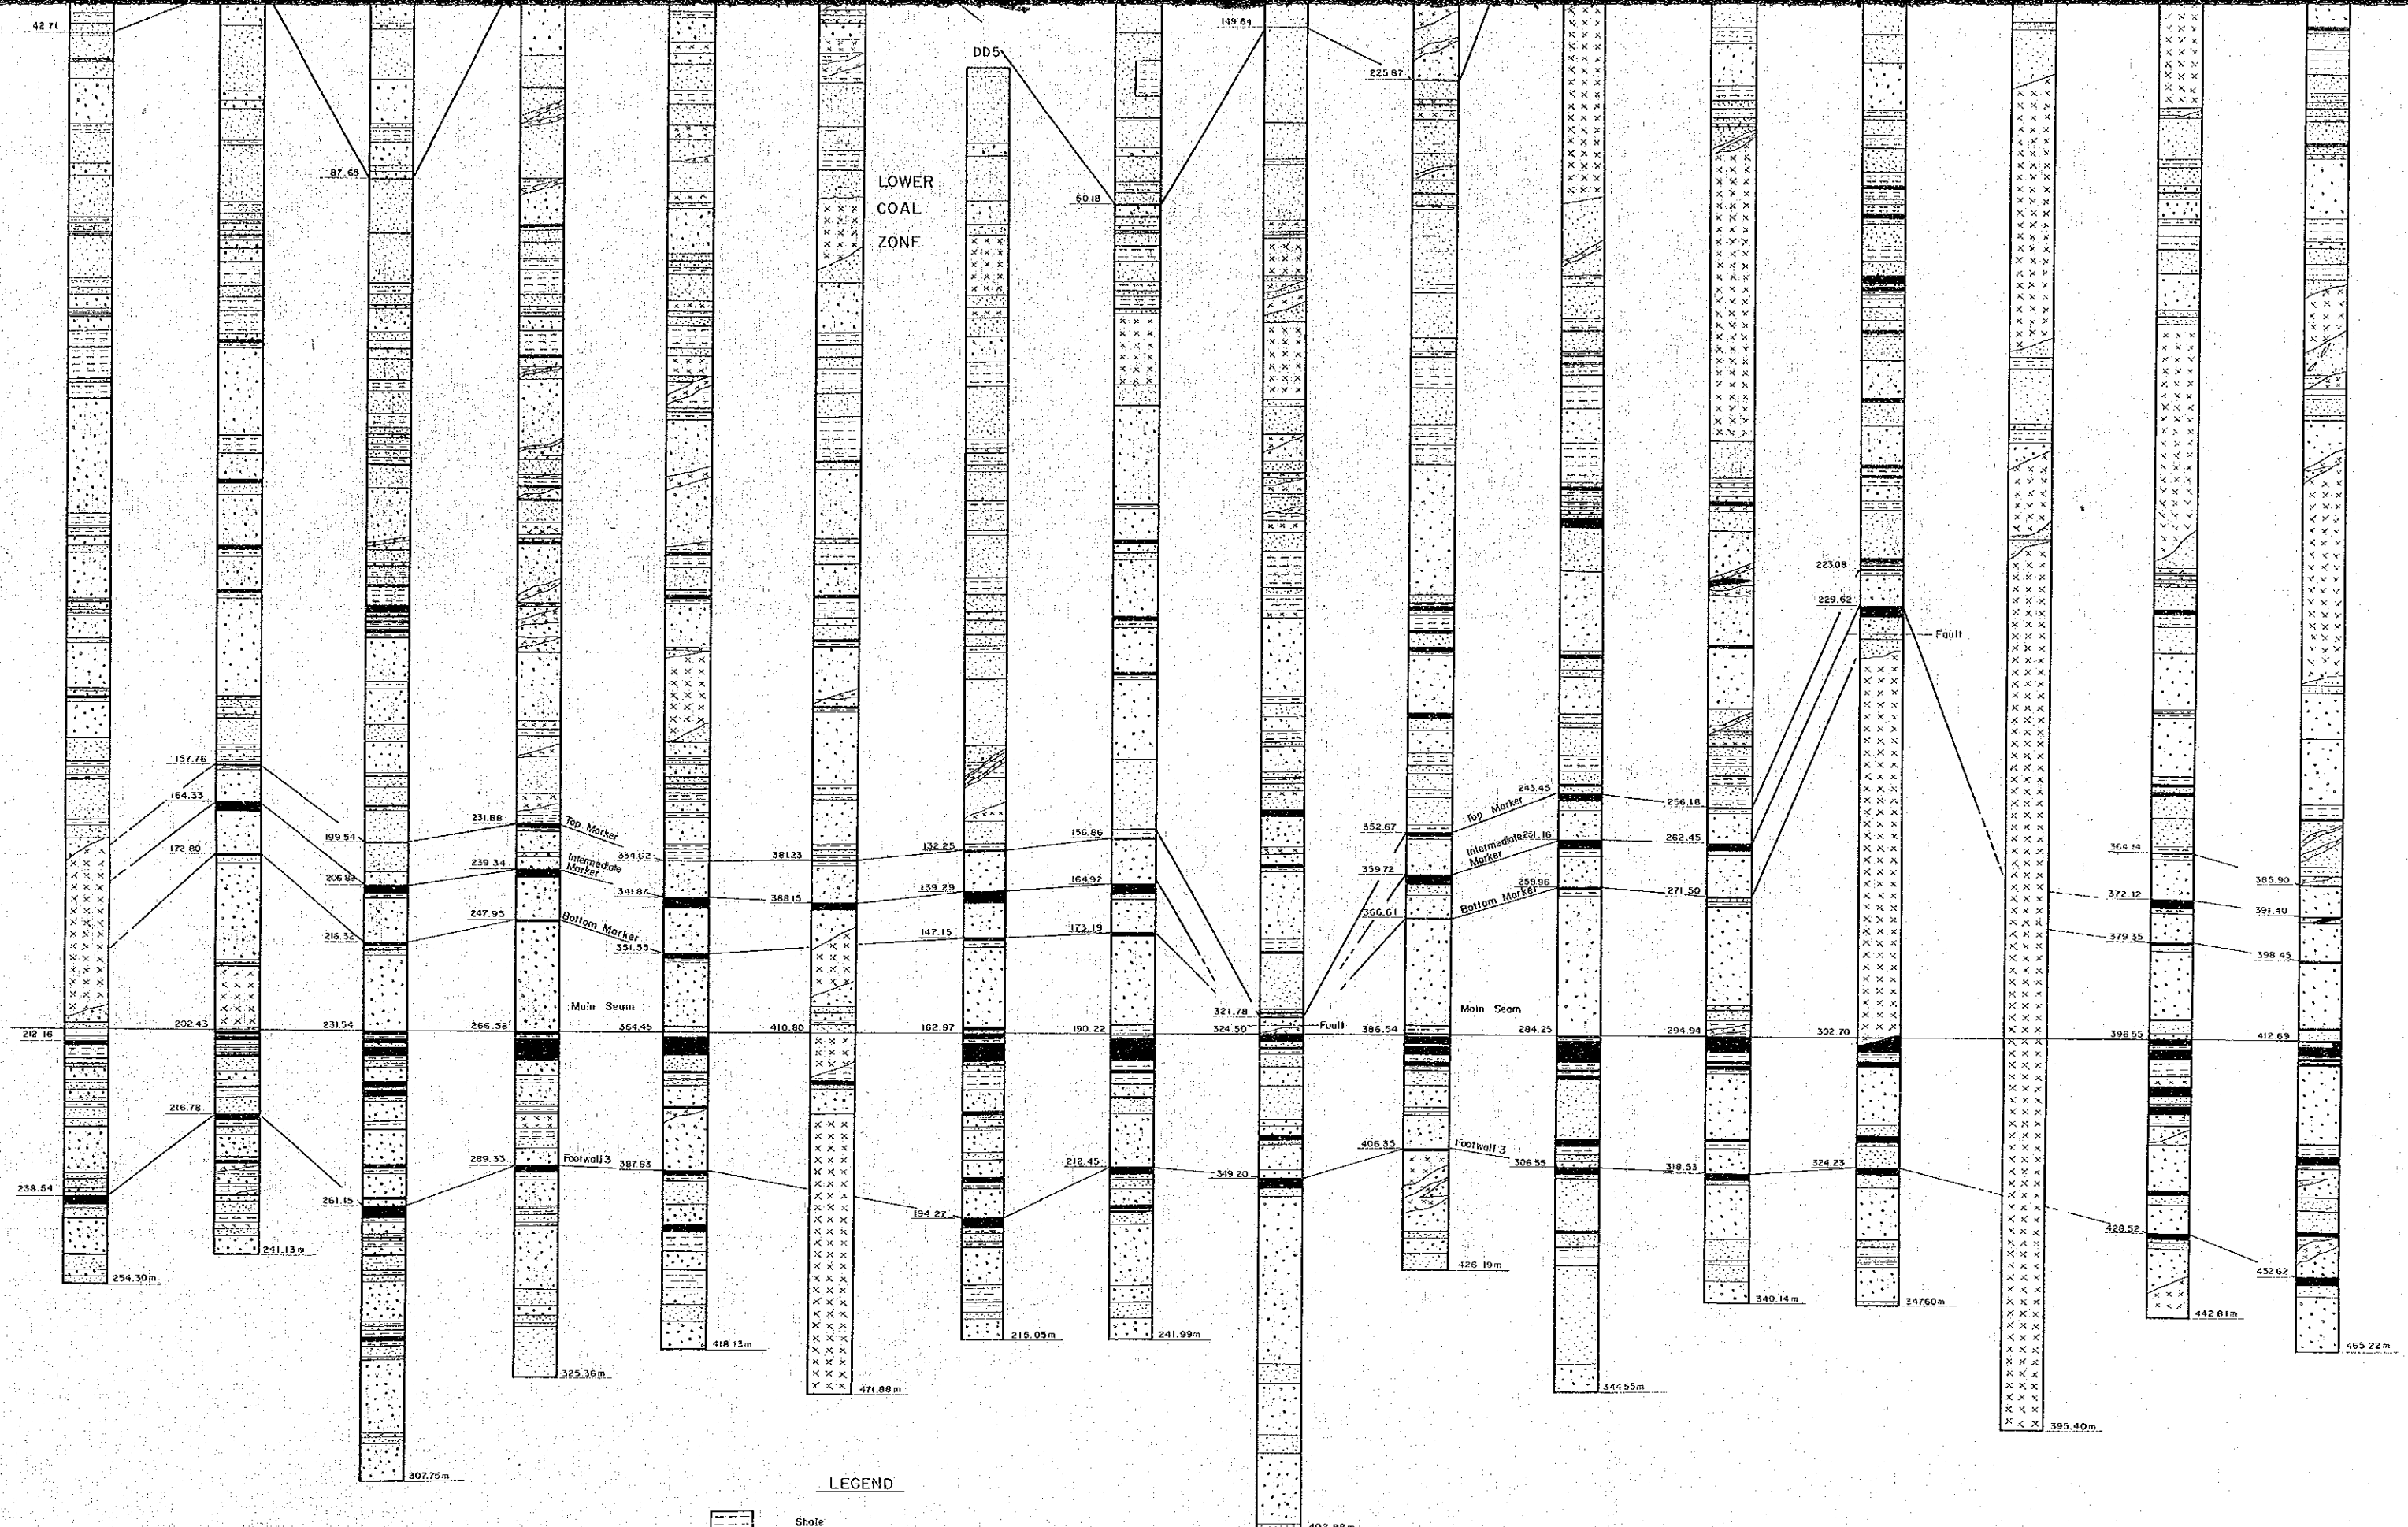 42.71
149.64
DD5
225.87
87.65
LOWER
COAL
ZONE
50.18
223.08
229.62
Fault
157.76
164.33
172.80
199.54
206.83
216.32
231.88
Top Marker
239.34
Intermediate
Marker
247.95
Bottom Marker
334.62
341.87
351.55
381.23
388.15
132.25
139.29
147.15
156.86
164.97
173.19
352.67
Top Marker
243.45
359.72
Intermediate
Marker
251.16
366.61
Bottom Marker
259.96
256.18
262.45
271.50
364.14
372.12
379.35
385.90
391.40
398.45
212.16
202.43
231.54
266.58
Main Seam
364.45
410.80
162.97
190.22
321.78
324.50
Fault
386.54
Main Seam
284.25
294.94
302.70
396.55
412.69
238.54
216.78
261.15
289.33
Footwall 3
387.83
194.27
212.45
349.20
406.35
Footwall 3
306.55
318.53
324.23
428.52
452.62
254.30m
241.13m
307.75m
325.36m
418.13m
471.88m
215.05m
241.99m
426.19m
344.55m
340.14m
347.60m
395.40m
442.81m
465.22m
LEGEND
Shale